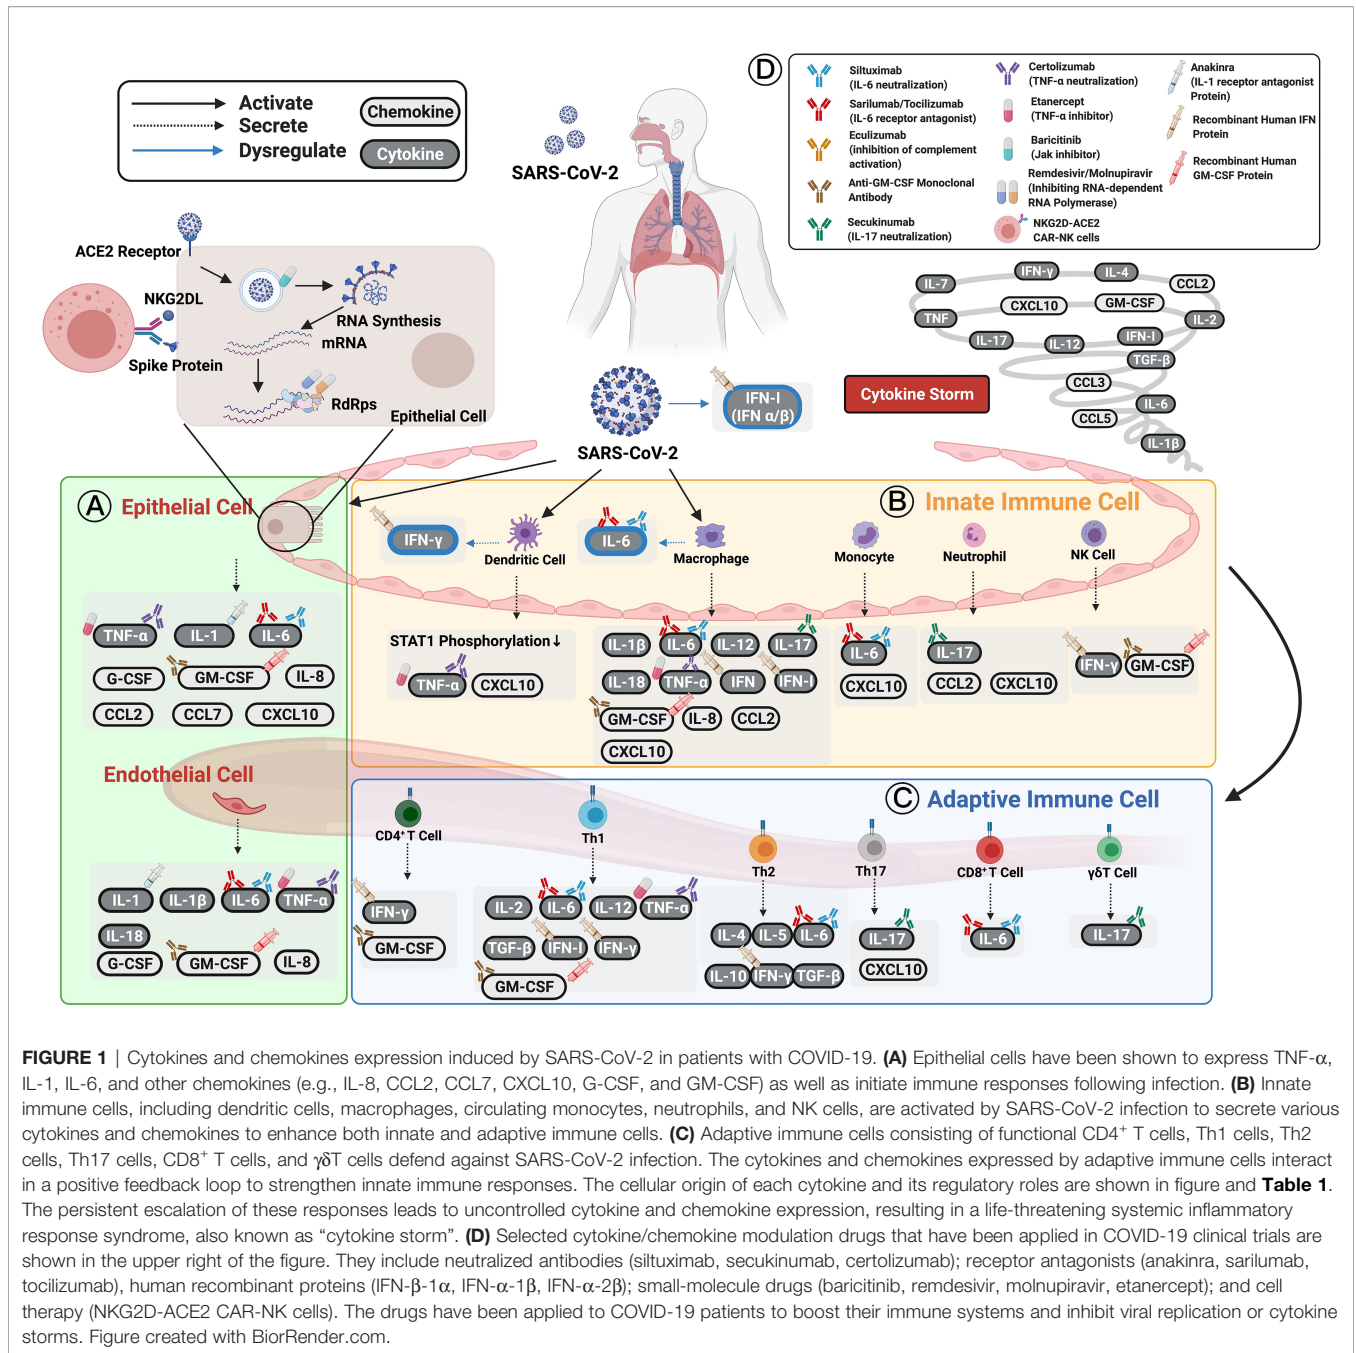 Activate
Secrete
Dysregulate
Chemokine
Cytokine
SARS-CoV-2
D
Siltuximab
(IL-6 neutralization)
Sarilumab/Tocilizumab
(IL-6 receptor antagonist)
Eculizumab
(inhibition of complement
activation)
Anti-GM-CSF Monoclonal
Antibody
Secukinumab
(IL-17 neutralization)
Certolizumab
(TNF-α neutralization)
Etanercept
(TNF-α inhibitor)
Baricitinib
(Jak inhibitor)
Remdesivir/Molnupiravir
(Inhibiting RNA-dependent
RNA Polymerase)
NKG2D-ACE2
CAR-NK cells
Anakinra
(IL-1 receptor antagonist
Protein)
Recombinant Human IFN
Protein
Recombinant Human
GM-CSF Protein
ACE2 Receptor
NKG2DL
Spike Protein
RNA Synthesis
mRNA
RdRps
Epithelial Cell
SARS-CoV-2
IFN-I
(IFN α/β)
Cytokine Storm
IL-7
IFN-γ
IL-4
CCL2
TNF
CXCL10
GM-CSF
IL-2
IL-17
IL-12
IFN-I
TGF-β
CCL3
IL-6
CCL5
IL-1β
A Epithelial Cell
TNF-α
IL-1
IL-6
G-CSF
GM-CSF
IL-8
CCL2
CCL7
CXCL10
Endothelial Cell
IL-1
IL-1β
IL-6
TNF-α
IL-18
G-CSF
GM-CSF
IL-8
B Innate Immune Cell
IFN-γ
Dendritic Cell
IL-6
Macrophage
Monocyte
Neutrophil
NK Cell
STAT1 Phosphorylation↓
TNF-α
CXCL10
IL-1β
IL-6
IL-12
IL-17
IL-18
TNF-α
IFN
IFN-I
GM-CSF
IL-8
CCL2
CXCL10
IL-6
CXCL10
IL-17
CCL2
CXCL10
IFN-γ
GM-CSF
C Adaptive Immune Cell
CD4⁺ T Cell
Th1
Th2
Th17
CD8⁺ T Cell
γδT Cell
IFN-γ
GM-CSF
IL-2
IL-6
IL-12
TNF-α
TGF-β
IFN-I
IFN-γ
GM-CSF
IL-4
IL-5
IL-6
IL-10
IFN-γ
TGF-β
IL-17
CXCL10
IL-6
IL-17
FIGURE 1 | Cytokines and chemokines expression induced by SARS-CoV-2 in patients with COVID-19. (A) Epithelial cells have been shown to express TNF-α,
IL-1, IL-6, and other chemokines (e.g., IL-8, CCL2, CCL7, CXCL10, G-CSF, and GM-CSF) as well as initiate immune responses following infection. (B) Innate
immune cells, including dendritic cells, macrophages, circulating monocytes, neutrophils, and NK cells, are activated by SARS-CoV-2 infection to secrete various
cytokines and chemokines to enhance both innate and adaptive immune cells. (C) Adaptive immune cells consisting of functional CD4⁺ T cells, Th1 cells, Th2
cells, Th17 cells, CD8⁺ T cells, and γδT cells defend against SARS-CoV-2 infection. The cytokines and chemokines expressed by adaptive immune cells interact
in a positive feedback loop to strengthen innate immune responses. The cellular origin of each cytokine and its regulatory roles are shown in figure and Table 1.
The persistent escalation of these responses leads to uncontrolled cytokine and chemokine expression, resulting in a life-threatening systemic inflammatory
response syndrome, also known as “cytokine storm”. (D) Selected cytokine/chemokine modulation drugs that have been applied in COVID-19 clinical trials are
shown in the upper right of the figure. They include neutralized antibodies (siltuximab, secukinumab, certolizumab); receptor antagonists (anakinra, sarilumab,
tocilizumab), human recombinant proteins (IFN-β-1α, IFN-α-1β, IFN-α-2β); small-molecule drugs (baricitinib, remdesivir, molnupiravir, etanercept); and cell
therapy (NKG2D-ACE2 CAR-NK cells). The drugs have been applied to COVID-19 patients to boost their immune systems and inhibit viral replication or cytokine
storms. Figure created with BiorRender.com.